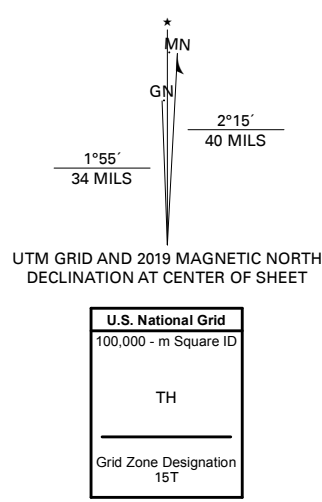 ★
MN
GN
2°15´
40 MILS
1°55´
34 MILS
UTM GRID AND 2019 MAGNETIC NORTH
DECLINATION AT CENTER OF SHEET
U.S. National Grid
100,000 - m Square ID
TH
Grid Zone Designation
15T